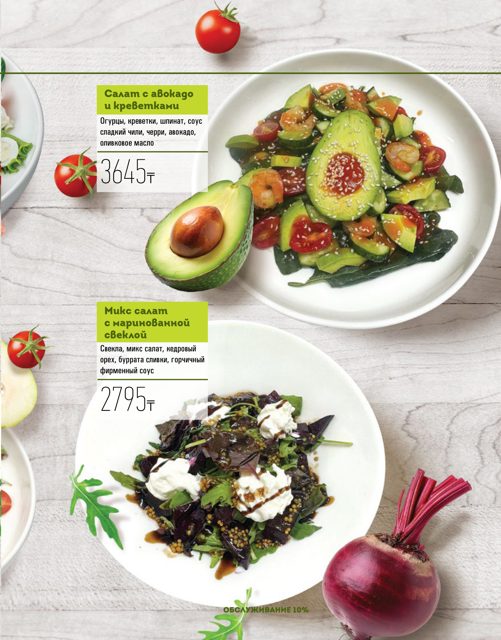 Салат с авокадо
и креветками
Огурцы, креветки, шпинат, соус
сладкий чили, черри, авокадо,
оливковое масло
3645₸
Микс салат
с маринованной
свеклой
Свекла, микс салат, кедровый
орех, буррата сливки, горчичный
фирменный соус
2795₸
ОБСЛУЖИВАНИЕ 10%